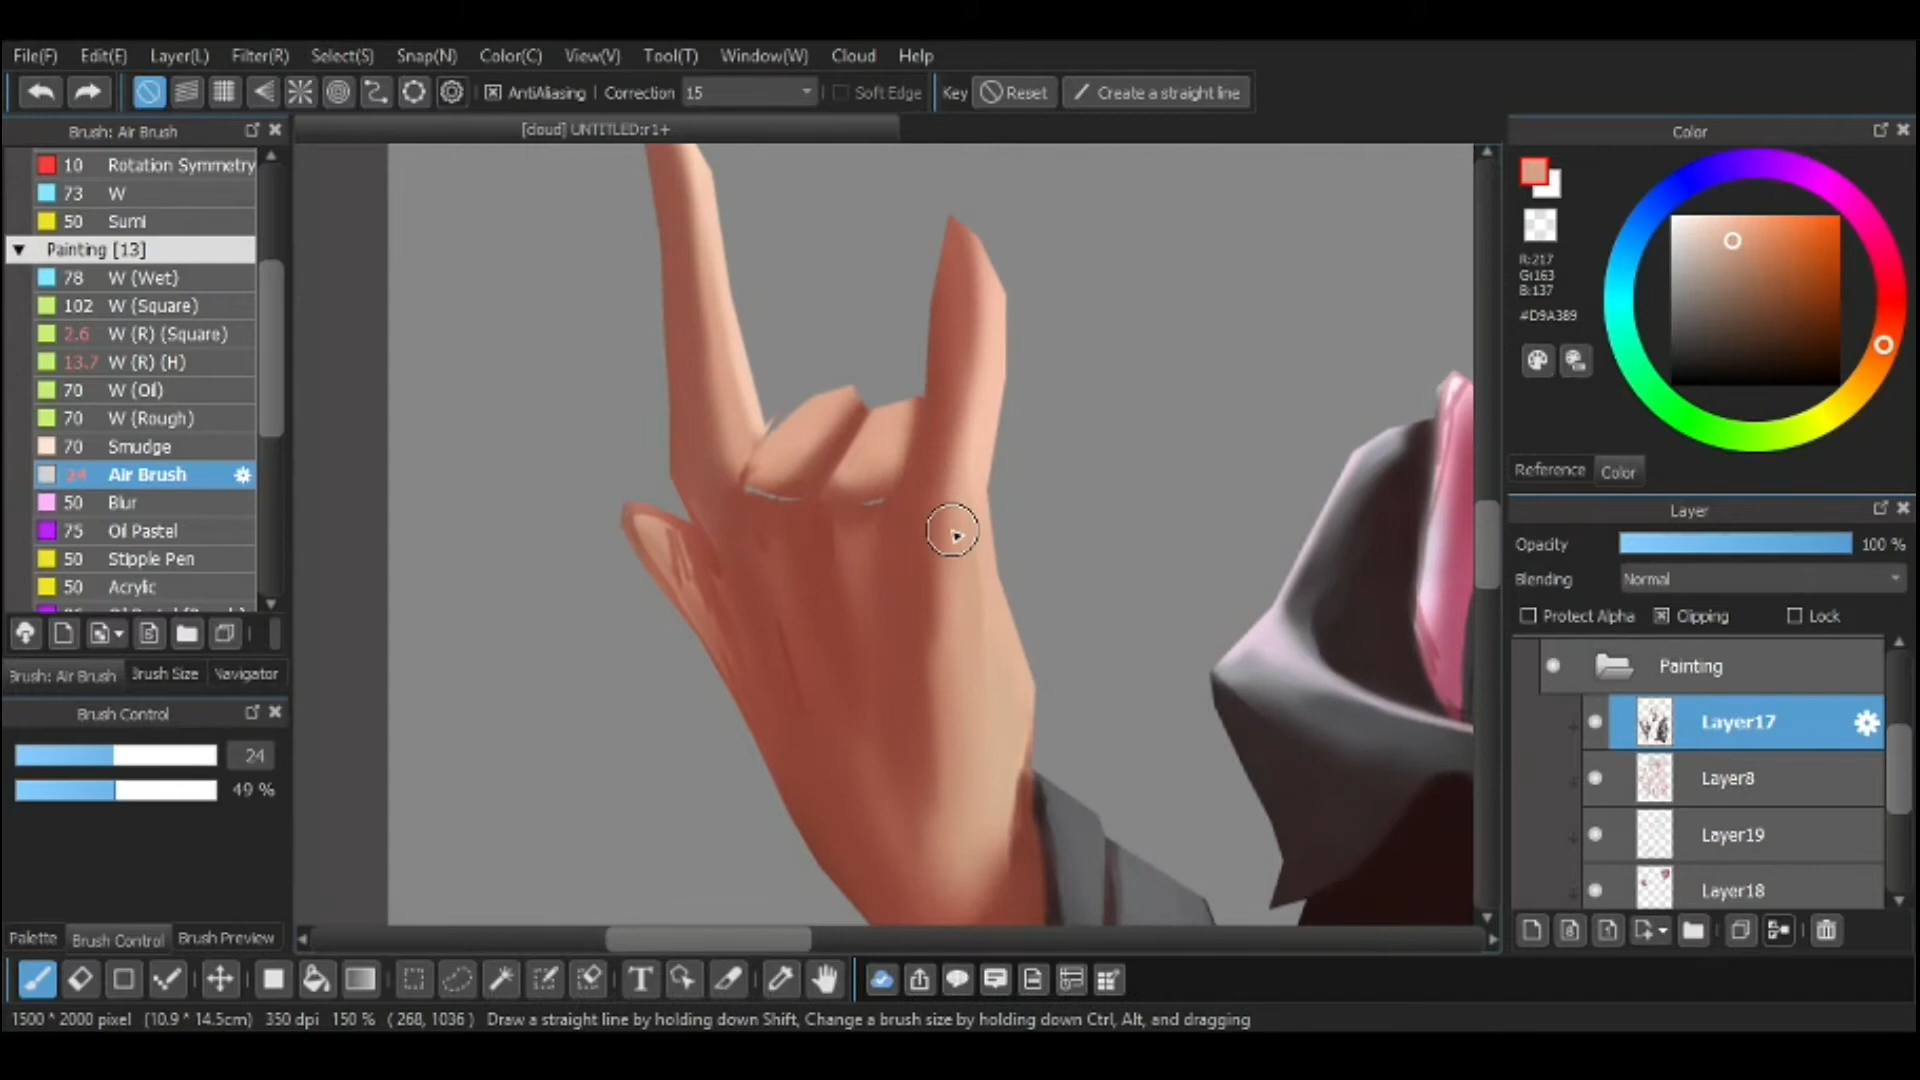 File(F) Edit(E) Layer(L) Filter(R) Select(S) Snap(N) Color(C) View(V) Tool(T) Window(W) Cloud Help
AntiAliasing Correction 15 Soft Edge Key Reset Create a straight line
Brush: Air Brush
[cloud] UNTITLED:r1+
Color
10 Rotation Symmetry
73 W
50 Sumi
Painting [13]
78 W (Wet)
102 W (Square)
2.6 W (R) (Square)
13.7 W (R) (H)
70 W (Oil)
70 W (Rough)
70 Smudge
24 Air Brush
50 Blur
75 Oil Pastel
50 Stipple Pen
50 Acrylic
Brush: Air Brush Brush Size Navigator
Brush Control
24
49 %
Palette Brush Control Brush Preview
R:217
G:163
B:137
#D9A389
Reference Color
Layer
Opacity 100 %
Blending Normal
Protect Alpha Clipping Lock
Painting
Layer17
Layer8
Layer19
Layer18
1500 * 2000 pixel (10.9 * 14.5cm) 350 dpi 150 % ( 268, 1036 ) Draw a straight line by holding down Shift, Change a brush size by holding down Ctrl, Alt, and dragging